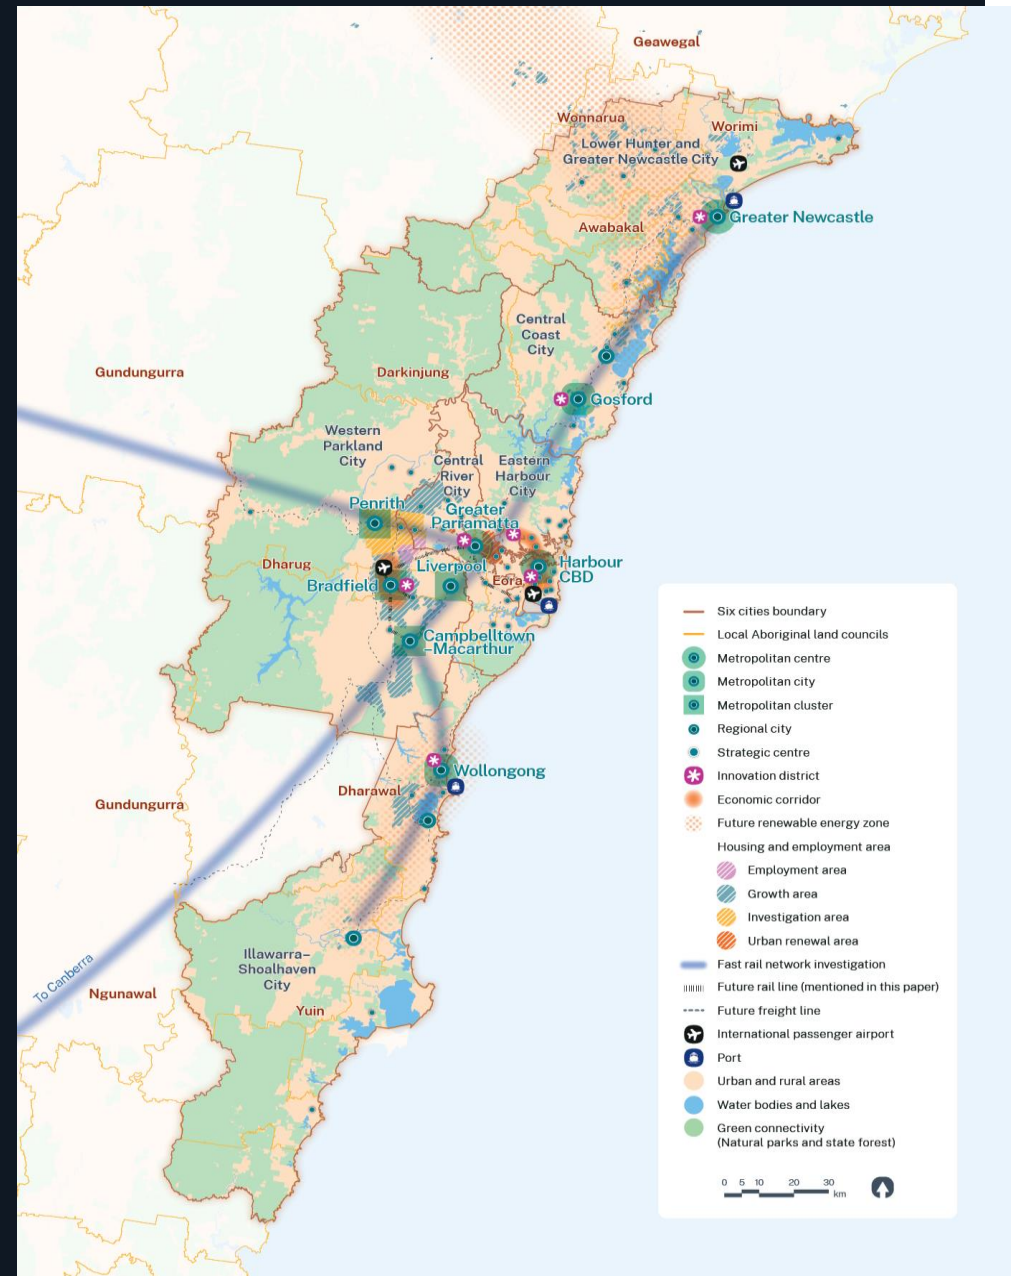 Geawegal
Wonnarua
Worimi
Lower Hunter and
Greater Newcastle City
Greater Newcastle
Awabakal
Central
Coast
City
Gundungurra
Darkinjung
Gosford
Western
Parkland
City
Central
River
City
Eastern
Harbour
City
Penrith
Greater
Parramatta
Dharug
Liverpool
Harbour
CBD
Bradfield
Eora
Campbelltown
–Macarthur
Wollongong
Dharawal
Gundungurra
Illawarra–
Shoalhaven
City
To Canberra
Ngunawal
Yuin
Six cities boundary
Local Aboriginal land councils
Metropolitan centre
Metropolitan city
Metropolitan cluster
Regional city
Strategic centre
Innovation district
Economic corridor
Future renewable energy zone
Housing and employment area
Employment area
Growth area
Investigation area
Urban renewal area
Fast rail network investigation
Future rail line (mentioned in this paper)
Future freight line
International passenger airport
Port
Urban and rural areas
Water bodies and lakes
Green connectivity
(Natural parks and state forest)
0 5 10 20 30
km